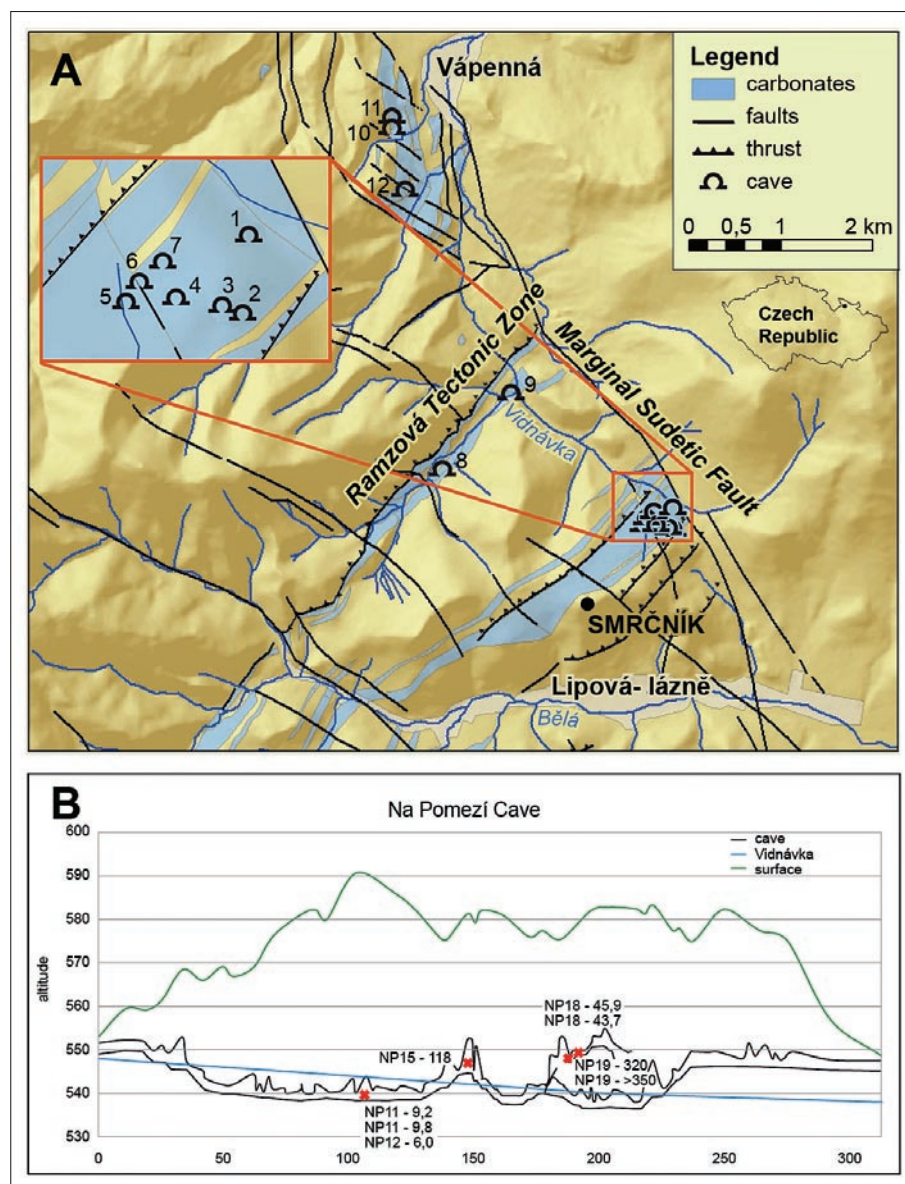 A
Vápenná
11
10
12
Legend
carbonates
faults
thrust
cave
0 0,5 1 2 km
Czech
Republic
1
7
6
5
4
3
2
Ramzová Tectonic Zone
Marginal Sudetic Fault
9
Vidnávka
8
1
SMRČNÍK
Lipová- lázně
Bělá
B
Na Pomezí Cave
cave
Vidnávka
surface
altitude
600
590
580
570
560
550
540
530
NP18 - 45,9
NP18 - 43,7
NP15 - 118
NP19 - 320
NP19 - >350
NP11 - 9,2
NP11 - 9,8
NP12 - 6,0
0 50 100 150 200 250 300